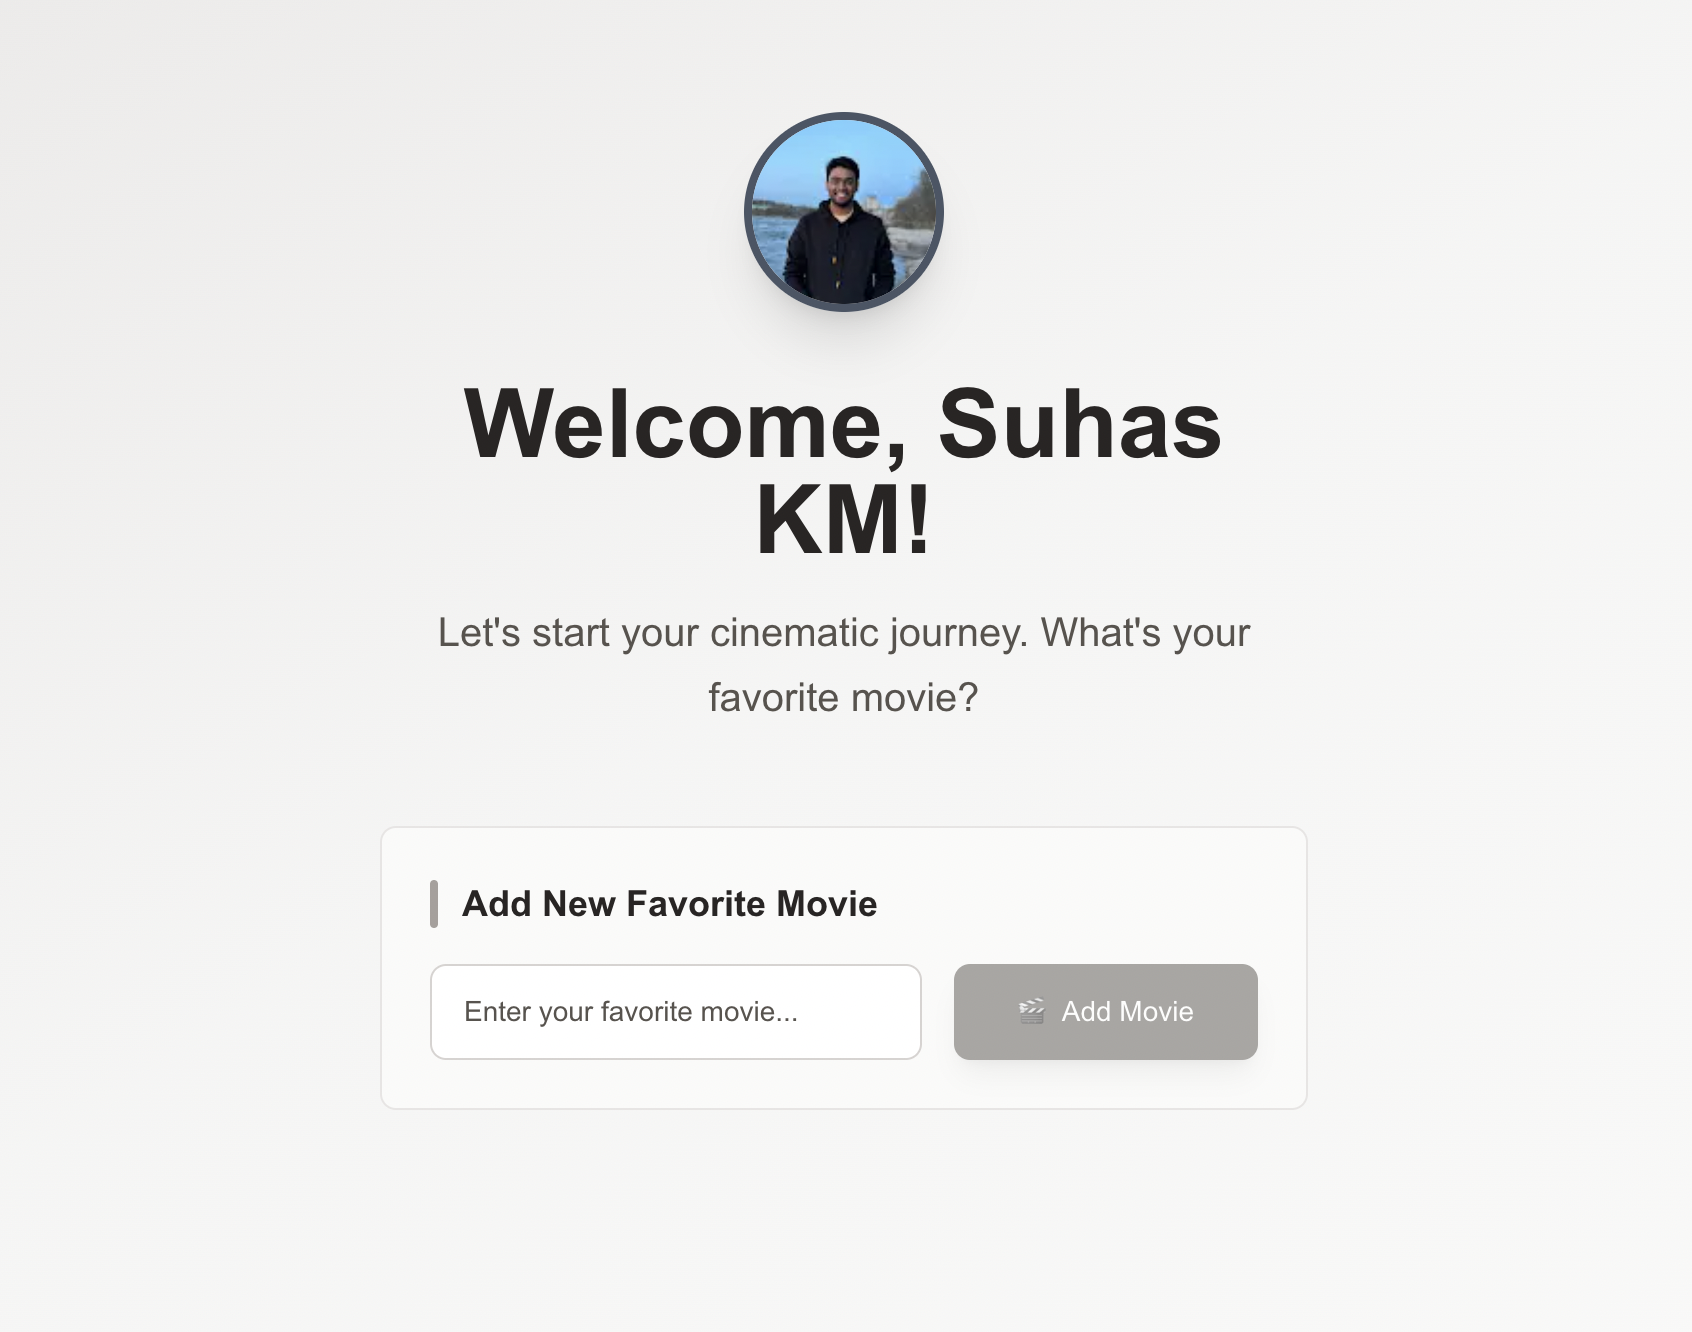 Welcome, Suhas
KM!
Let's start your cinematic journey. What's your
favorite movie?
Add New Favorite Movie
Enter your favorite movie...
Add Movie